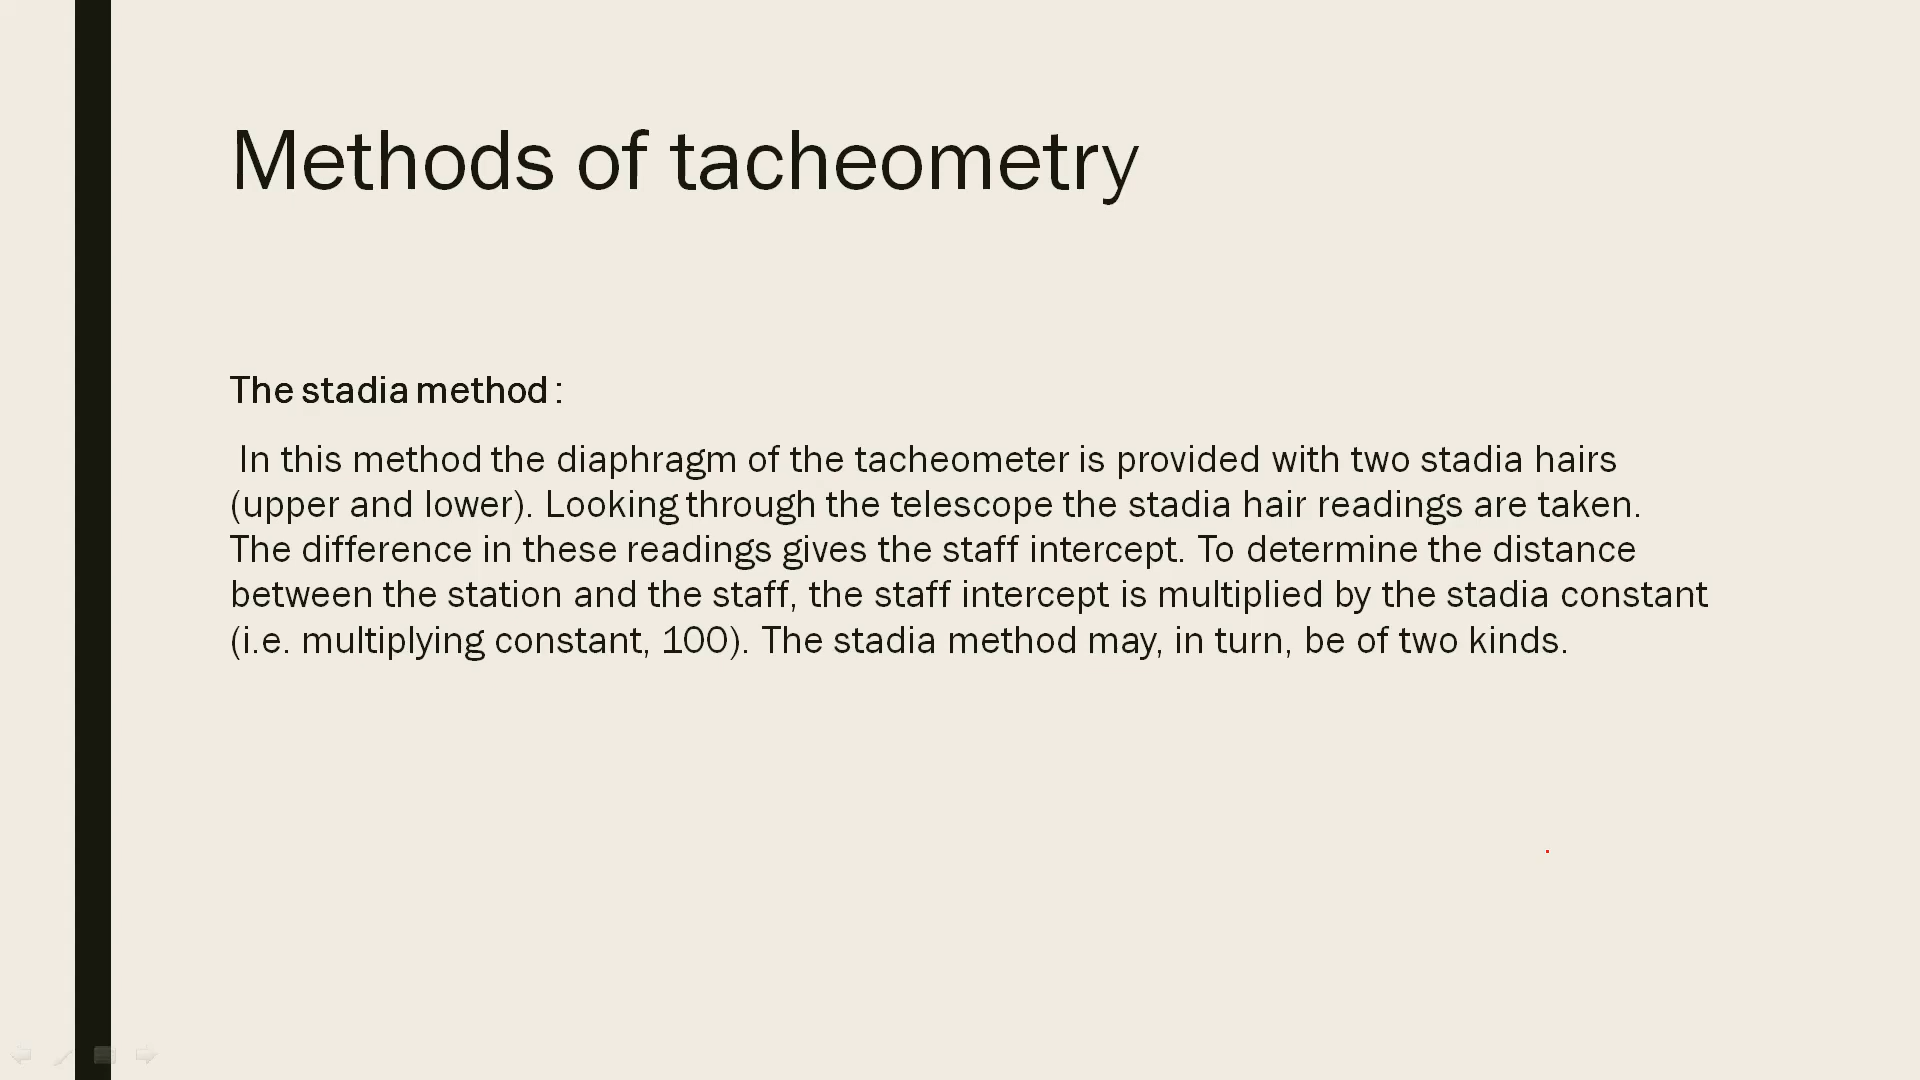 Methods of tacheometry
The stadia method :
In this method the diaphragm of the tacheometer is provided with two stadia hairs
(upper and lower). Looking through the telescope the stadia hair readings are taken.
The difference in these readings gives the staff intercept. To determine the distance
between the station and the staff, the staff intercept is multiplied by the stadia constant
(i.e. multiplying constant, 100). The stadia method may, in turn, be of two kinds.